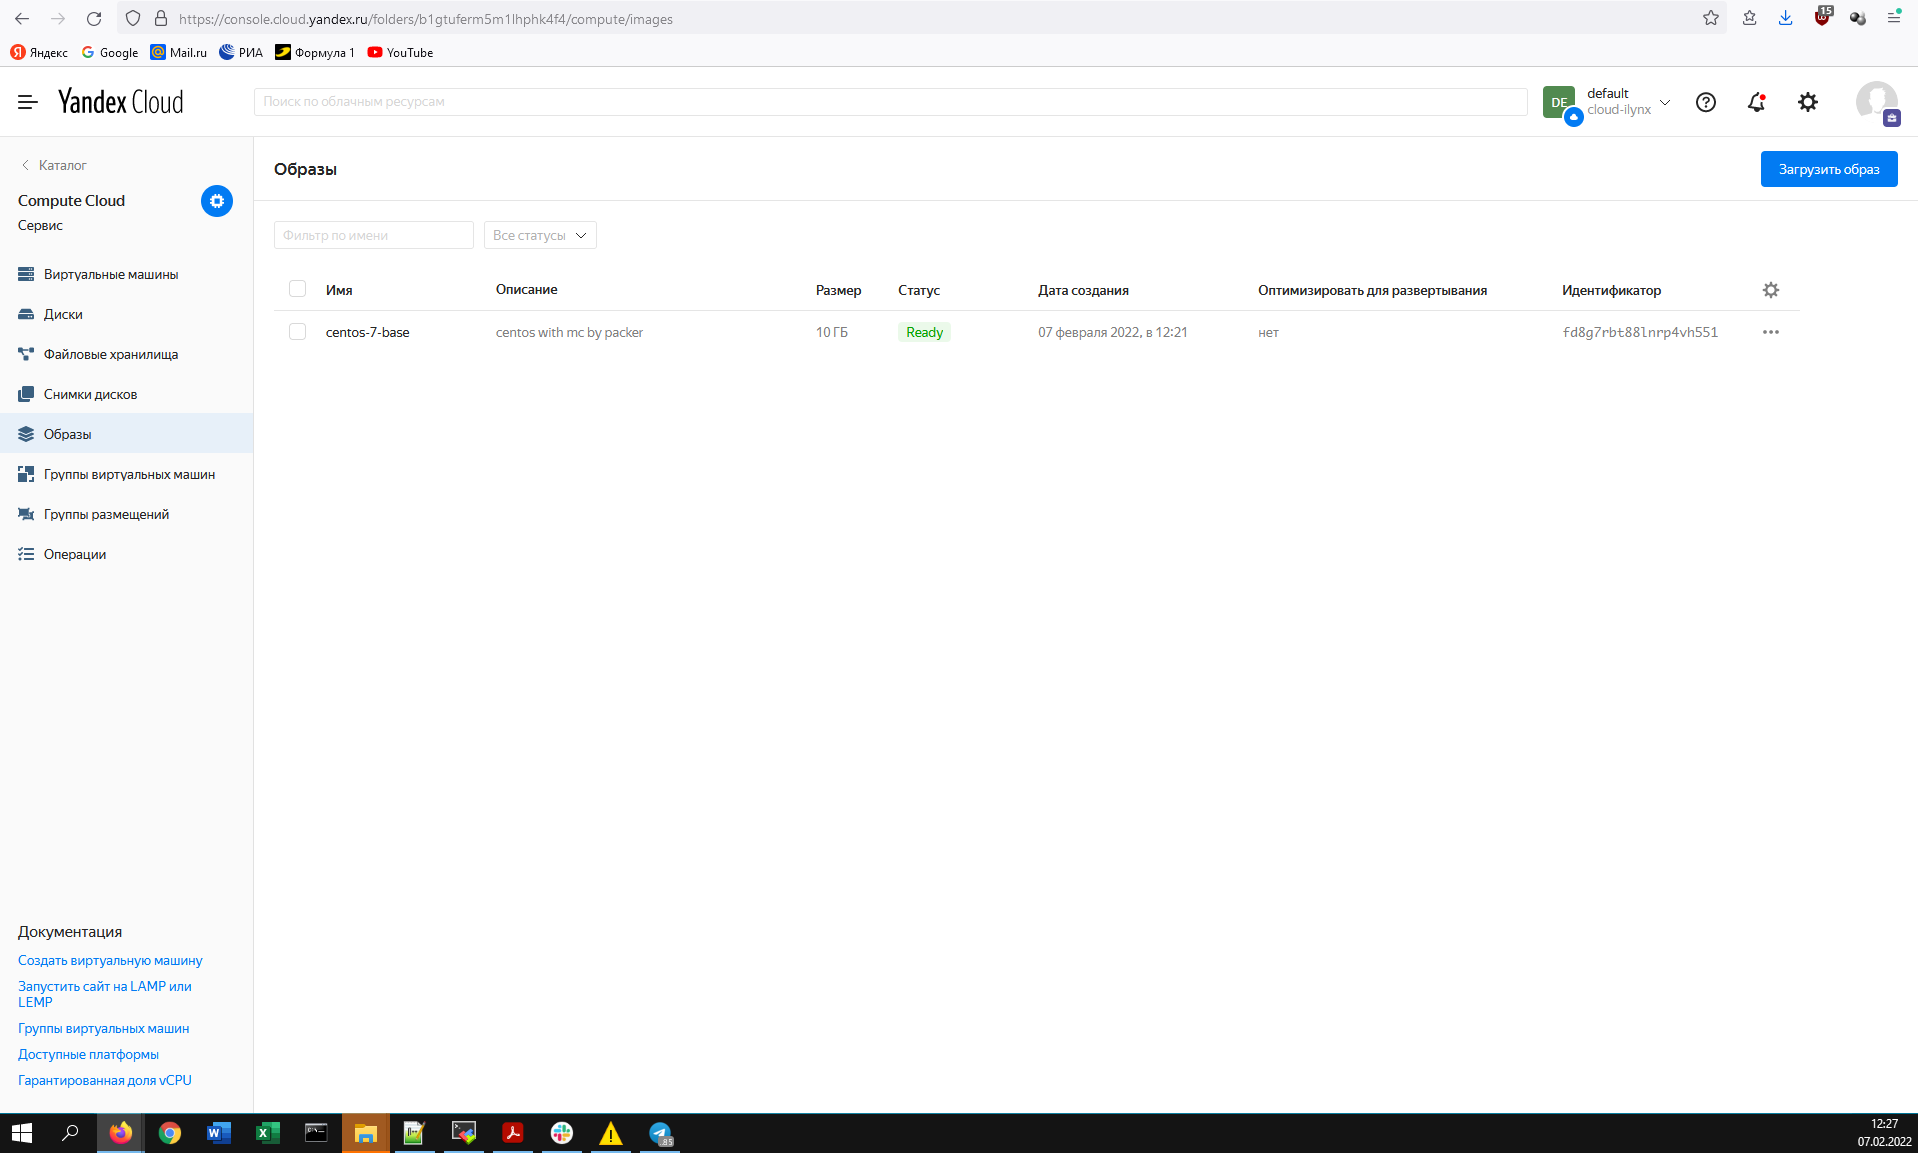 https://console.cloud.yandex.ru/folders/b1gtuferm5m1lhphk4f4/compute/images
15
Яндекс Google Mail.ru РИА Формула 1 YouTube
Yandex Cloud
Поиск по облачным ресурсам
DE
default
cloud-ilynx
Каталог
Compute Cloud
Сервис
Виртуальные машины
Диски
Файловые хранилища
Снимки дисков
Образы
Группы виртуальных машин
Группы размещений
Операции
Документация
Создать виртуальную машину
Запустить сайт на LAMP или
LEMP
Группы виртуальных машин
Доступные платформы
Гарантированная доля vCPU
Образы
Загрузить образ
Фильтр по имени
Все статусы
Имя Описание Размер Статус Дата создания Оптимизировать для развертывания Идентификатор
centos-7-base centos with mc by packer 10 ГБ Ready 07 февраля 2022, в 12:21 нет fd8g7rbt88lnrp4vh551
85
12:27
07.02.2022